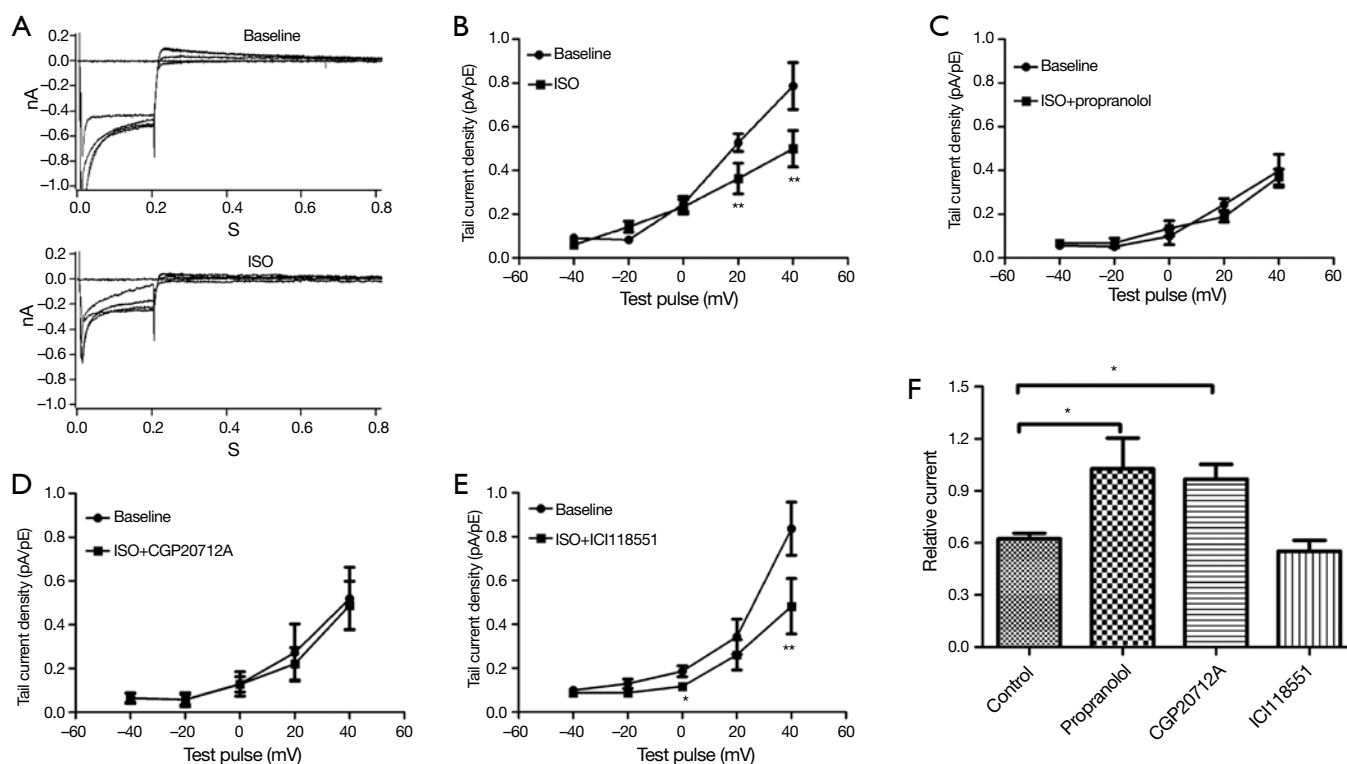 A
Baseline
0.2
0.0
−0.2
−0.4
−0.6
−0.8
−1.0
nA
0.0 0.2 0.4 0.6 0.8
S
ISO
0.2
0.0
−0.2
−0.4
−0.6
−0.8
−1.0
nA
0.0 0.2 0.4 0.6 0.8
S
B
Tail current density (pA/pE)
1.0
0.8
0.6
0.4
0.2
0.0
Baseline
ISO
**
**
−60 −40 −20 0 20 40 60
Test pulse (mV)
C
Tail current density (pA/pE)
1.0
0.8
0.6
0.4
0.2
0.0
Baseline
ISO+propranolol
−60 −40 −20 0 20 40 60
Test pulse (mV)
D
Tail current density (pA/pE)
1.0
0.8
0.6
0.4
0.2
0.0
Baseline
ISO+CGP20712A
−60 −40 −20 0 20 40 60
Test pulse (mV)
E
Tail current density (pA/pE)
1.0
0.8
0.6
0.4
0.2
0.0
Baseline
ISO+ICI118551
*
**
−60 −40 −20 0 20 40 60
Test pulse (mV)
F
Relative current
1.5
1.2
0.9
0.6
0.3
0.0
*
*
Control
Propranolol
CGP20712A
ICI118551